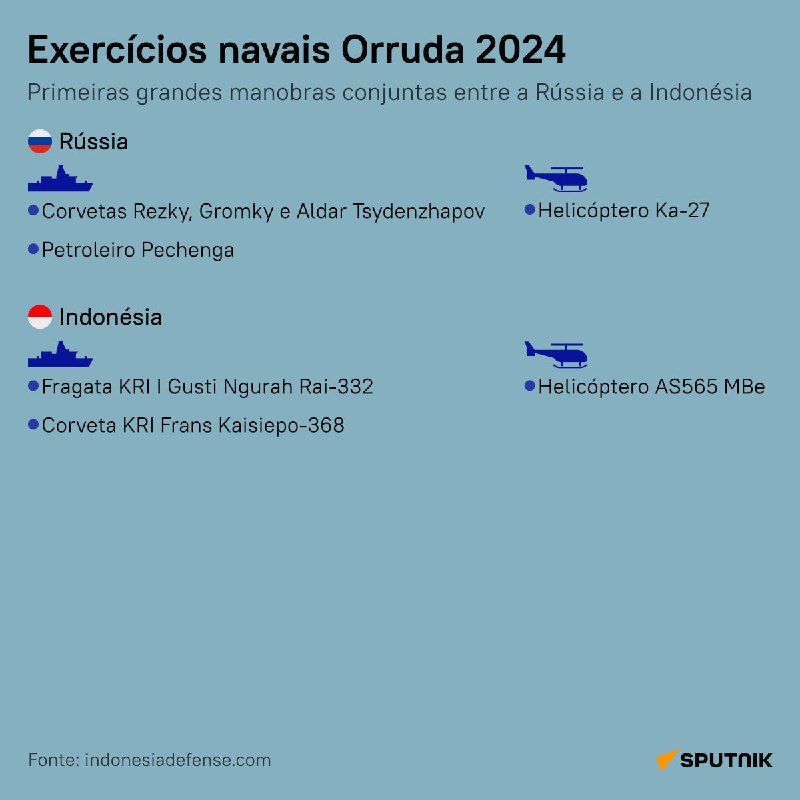 Exercícios navais Orruda 2024
Primeiras grandes manobras conjuntas entre a Rússia e a Indonésia
Rússia
Corvetas Rezky, Gromky e Aldar Tsydenzhapov
Petroleiro Pechenga
Helicóptero Ka-27
Indonésia
Fragata KRI I Gusti Ngurah Rai-332
Corveta KRI Frans Kaisiepo-368
Helicóptero AS565 MBe
Fonte: indonesiadefense.com
SPUTNIK